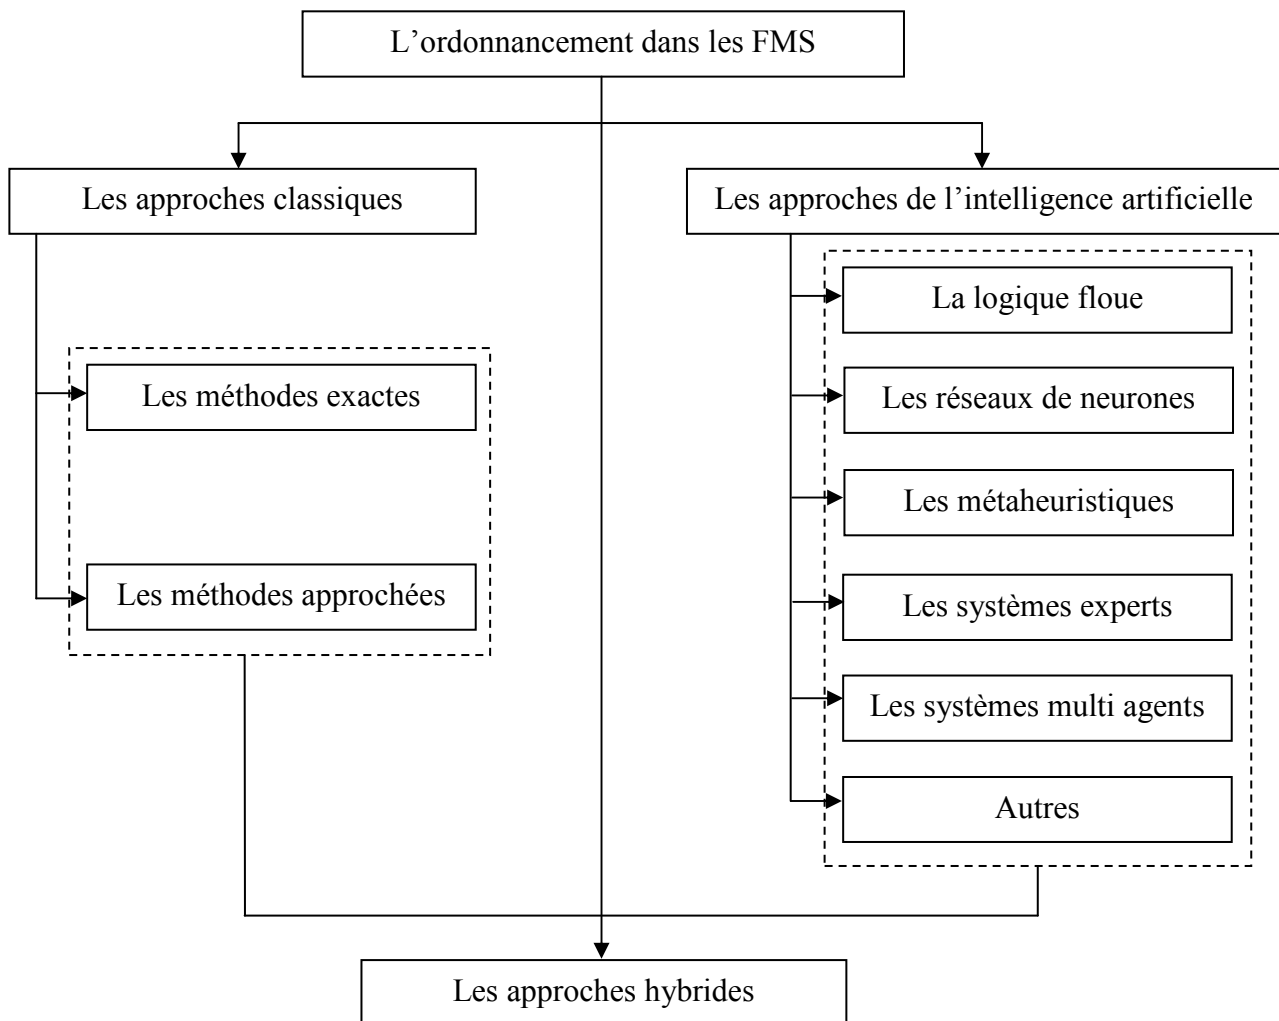 L’ordonnancement dans les FMS
Les approches classiques
Les approches de l’intelligence artificielle
La logique floue
Les méthodes exactes
Les réseaux de neurones
Les métaheuristiques
Les méthodes approchées
Les systèmes experts
Les systèmes multi agents
Autres
Les approches hybrides